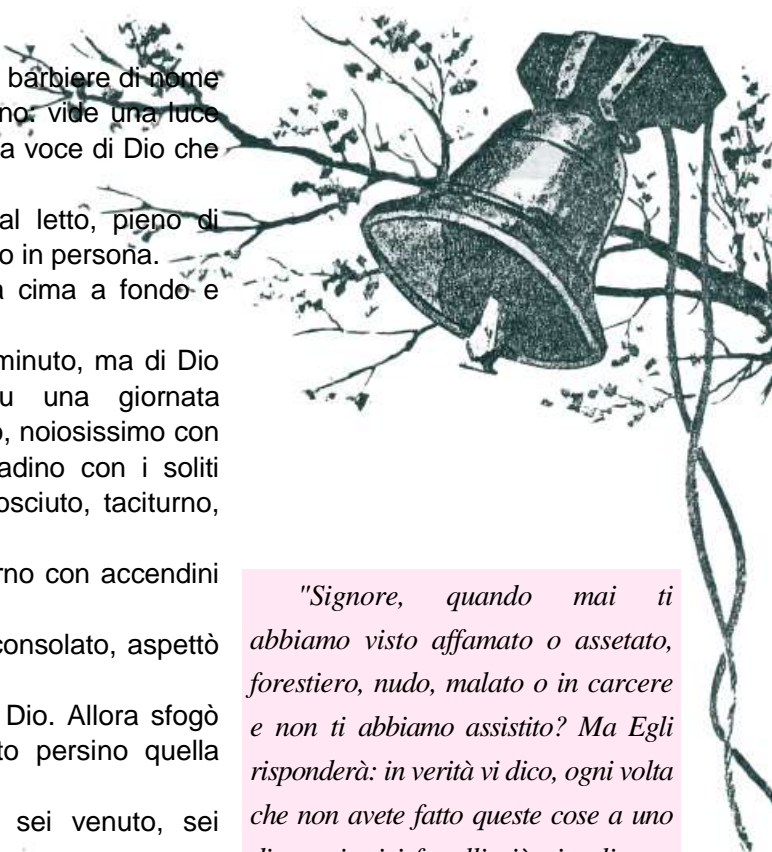 barbiere di nome
no: vide una luce
a voce di Dio che
al letto, pieno di
o in persona.
a cima a fondo e
minuto, ma di Dio
u una giornata
o, noiosissimo con
adino con i soliti
osciuto, taciturno,
rno con accendini
consolato, aspettò
Dio. Allora sfogò
to persino quella
sei venuto, sei
"Signore, quando mai ti
abbiamo visto affamato o assetato,
forestiero, nudo, malato o in carcere
e non ti abbiamo assistito? Ma Egli
risponderà: in verità vi dico, ogni volta
che non avete fatto queste cose a uno